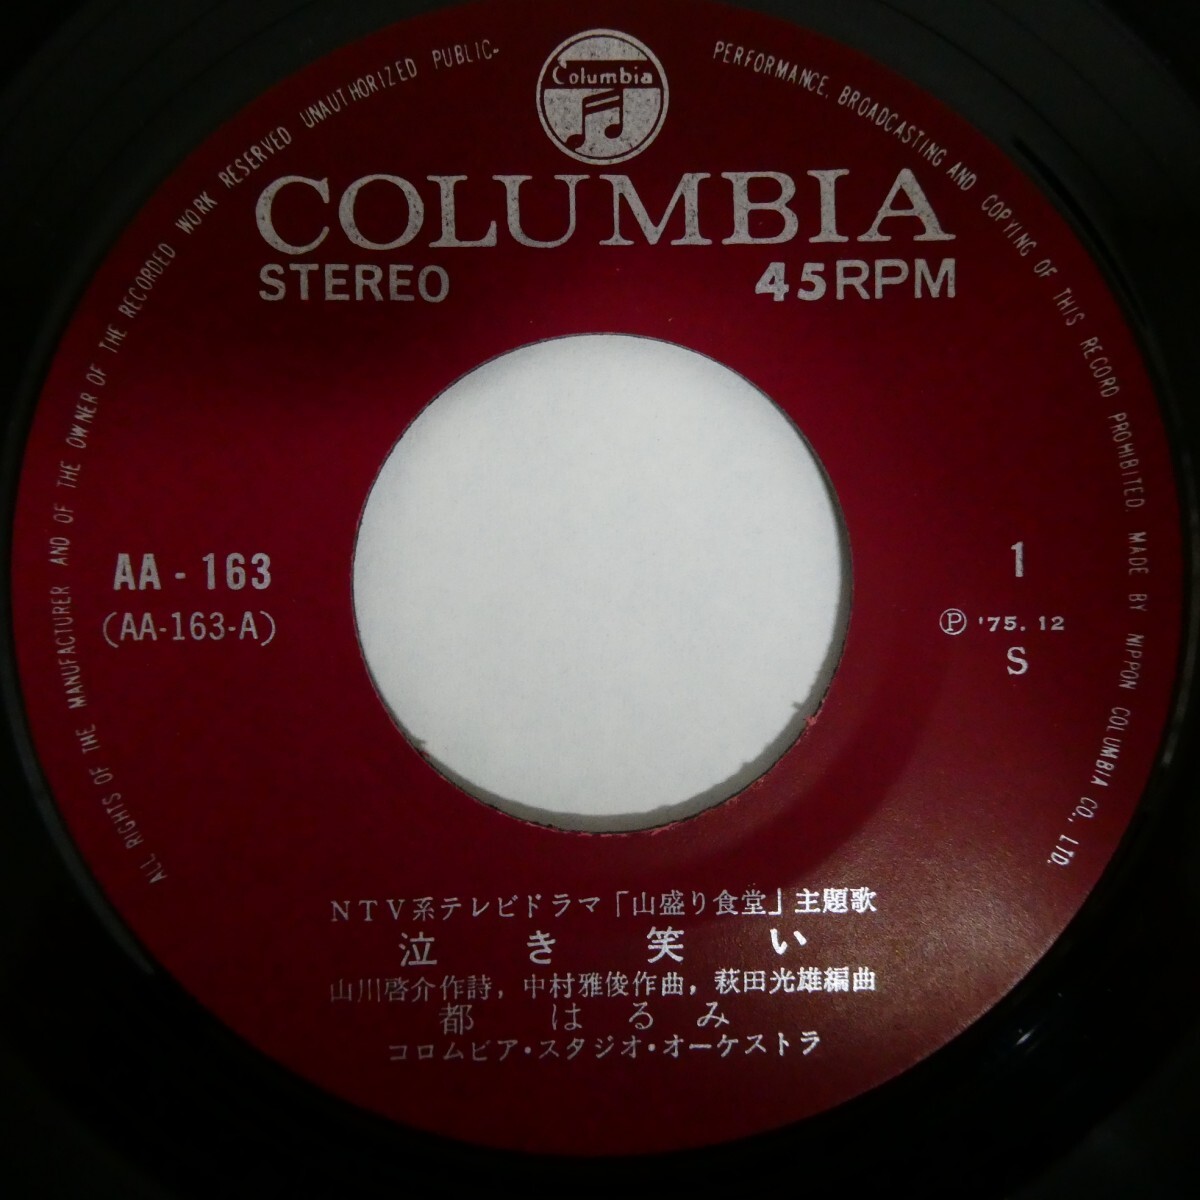 ALL RIGHTS OF THE MANUFACTURER AND OF THE OWNER OF THE RECORDED WORK RESERVED UNAUTHORIZED PUBLIC-
PERFORMANCE. BROADCASTING AND COPYING OF THIS RECORD PROHIBITED. MADE BY NIPPON COLUMBIA CO., LTD.
Columbia
COLUMBIA
STEREO 45RPM
AA - 163 1
(AA-163-A) Ⓟ '75. 12
S
NTV系テレビドラマ「山盛り食堂」主題歌
泣き笑い
山川啓介作詩, 中村雅俊作曲, 萩田光雄編曲
都はるみ
コロムビア・スタジオ・オーケストラ